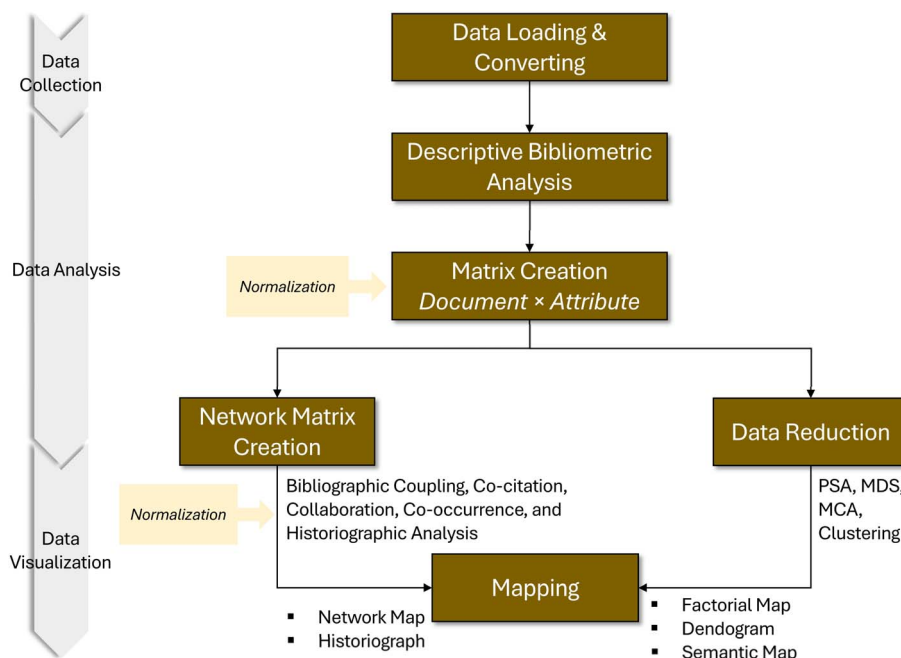 Data
Collection
Data Loading &
Converting
Descriptive Bibliometric
Analysis
Data Analysis
Normalization
Matrix Creation
Document × Attribute
Network Matrix
Creation
Data Reduction
Bibliographic Coupling, Co-citation,
Collaboration, Co-occurrence, and
Historiographic Analysis
PSA, MDS,
MCA,
Clustering
Normalization
Data
Visualization
Mapping
▪ Network Map
▪ Historiograph
▪ Factorial Map
▪ Dendogram
▪ Semantic Map